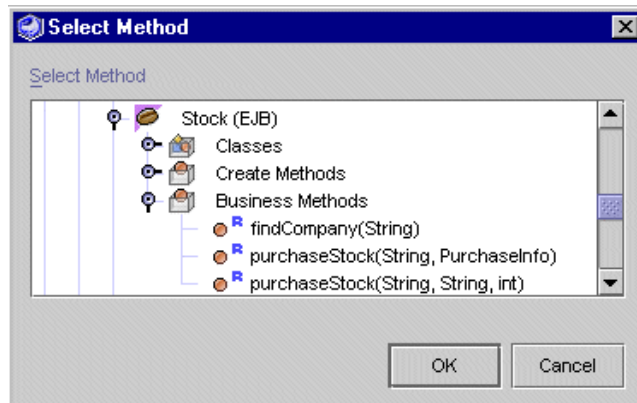 Select Method
Select Method
Stock (EJB)
Classes
Create Methods
Business Methods
R findCompany(String)
R purchaseStock(String, PurchaseInfo)
R purchaseStock(String, String, int)
OK Cancel